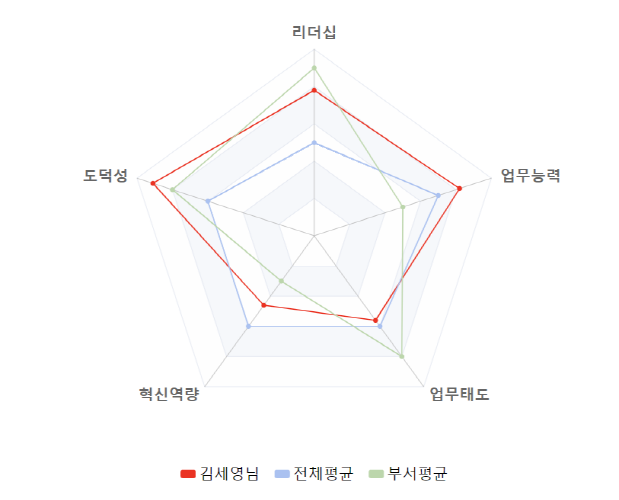 리더십
도덕성
업무능력
혁신역량
업무태도
김세영님 전체평균 부서평균